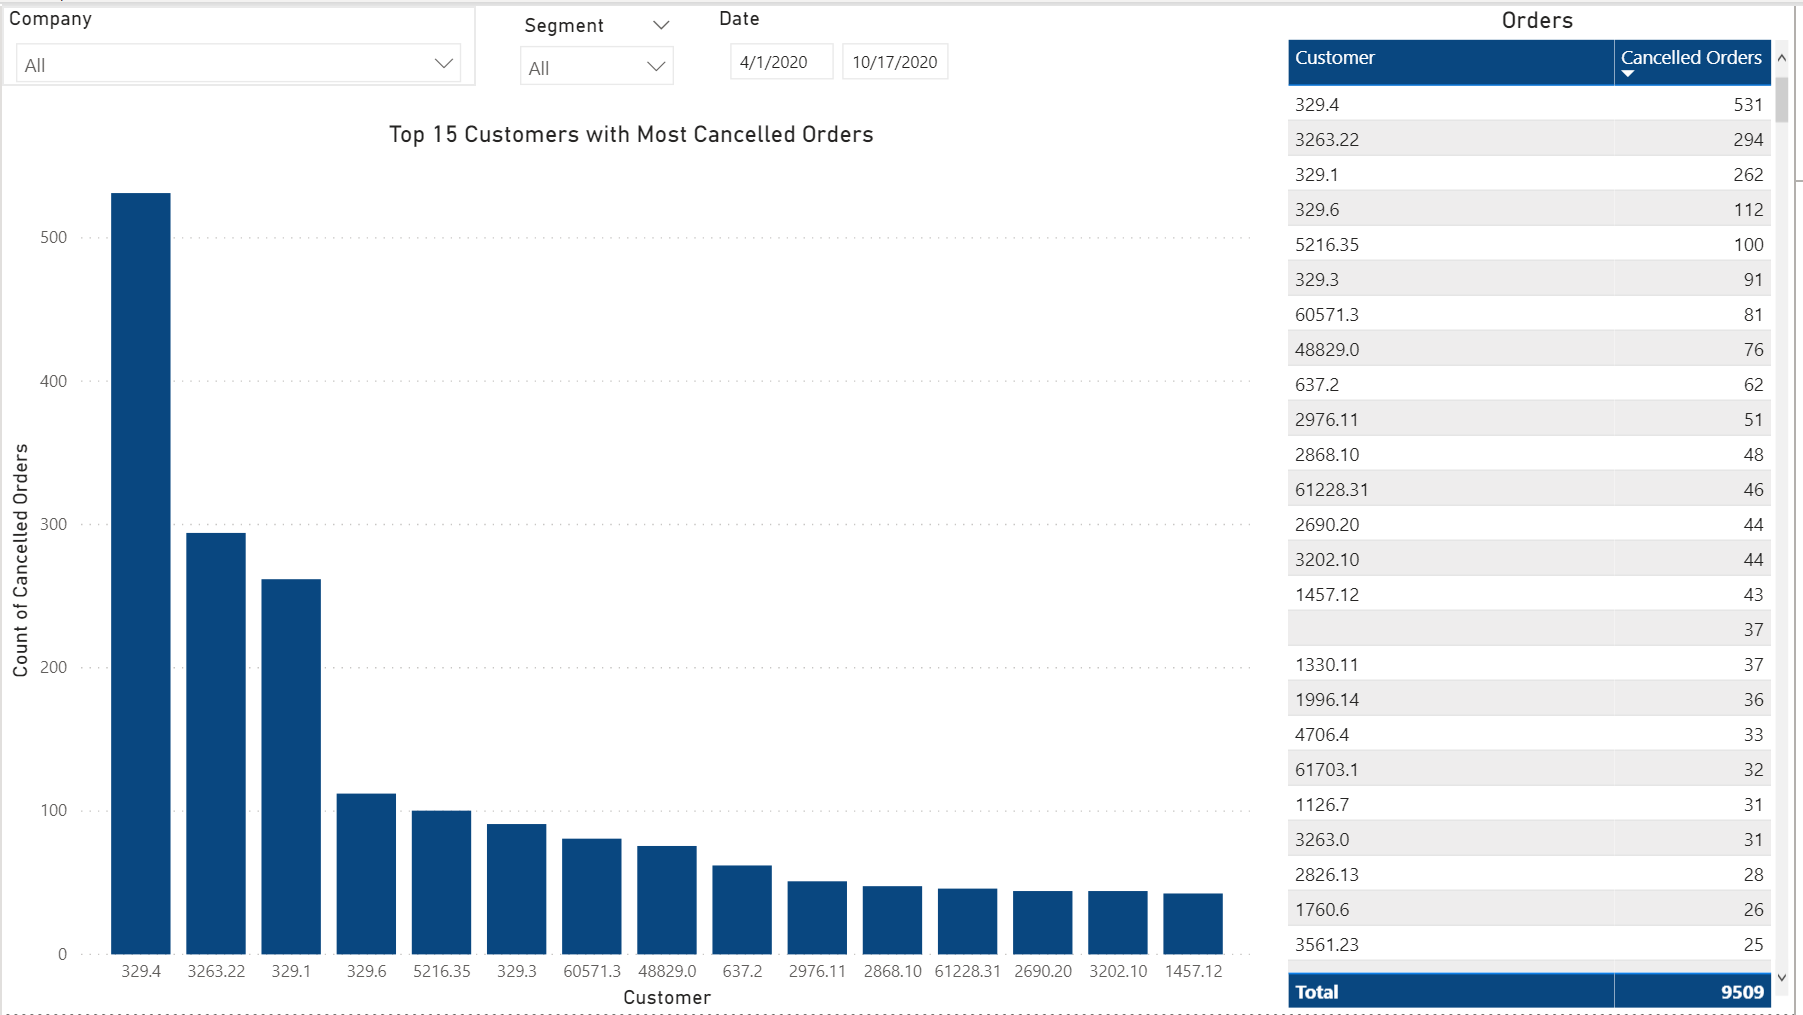 Company
All
Segment
All
Date
4/1/2020 10/17/2020
Top 15 Customers with Most Cancelled Orders
Count of Cancelled Orders
500
400
300
200
100
0
329.4 3263.22 329.1 329.6 5216.35 329.3 60571.3 48829.0 637.2 2976.11 2868.10 61228.31 2690.20 3202.10 1457.12
Customer
Orders
Customer Cancelled Orders
329.4 531
3263.22 294
329.1 262
329.6 112
5216.35 100
329.3 91
60571.3 81
48829.0 76
637.2 62
2976.11 51
2868.10 48
61228.31 46
2690.20 44
3202.10 44
1457.12 43
37
1330.11 37
1996.14 36
4706.4 33
61703.1 32
1126.7 31
3263.0 31
2826.13 28
1760.6 26
3561.23 25
Total 9509